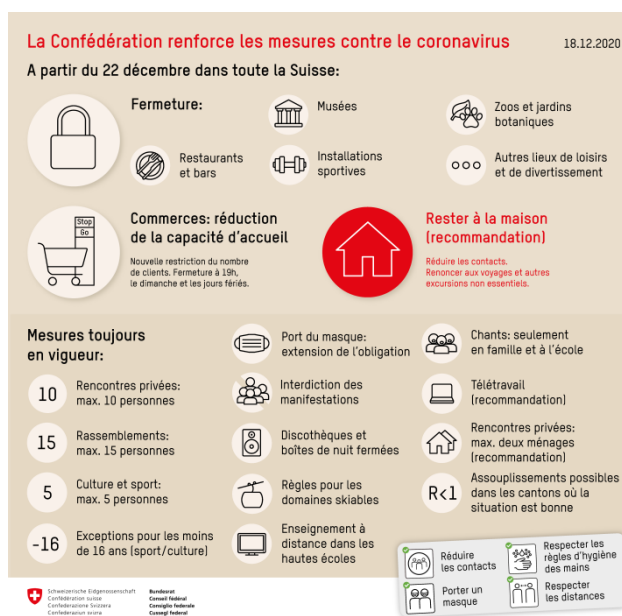 La Confédération renforce les mesures contre le coronavirus
18.12.2020
A partir du 22 décembre dans toute la Suisse:
Fermeture:
Restaurants
et bars
Musées
Installations
sportives
Zoos et jardins
botaniques
Autres lieux de loisirs
et de divertissement
Stop
Go
Commerces: réduction
de la capacité d'accueil
Nouvelle restriction du nombre
de clients. Fermeture à 19h,
le dimanche et les jours fériés.
Rester à la maison
(recommandation)
Réduire les contacts.
Renoncer aux voyages et autres
excursions non essentiels.
Mesures toujours
en vigueur:
10
Rencontres privées:
max. 10 personnes
15
Rassemblements:
max. 15 personnes
5
Culture et sport:
max. 5 personnes
-16
Exceptions pour les moins
de 16 ans (sport/culture)
Port du masque:
extension de l'obligation
Interdiction des
manifestations
Discothèques et
boîtes de nuit fermées
Règles pour les
domaines skiables
Enseignement à
distance dans les
hautes écoles
Chants: seulement
en famille et à l'école
Télétravail
(recommandation)
Rencontres privées:
max. deux ménages
(recommandation)
R<1
Assouplissements possibles
dans les cantons où la
situation est bonne
Réduire
les contacts
Respecter les
règles d'hygiène
des mains
Porter un
masque
Respecter
les distances
Schweizerische Eidgenossenschaft
Confédération suisse
Confederazione Svizzera
Confederaziun svizra
Bundesrat
Conseil fédéral
Consiglio federale
Cussegl federal